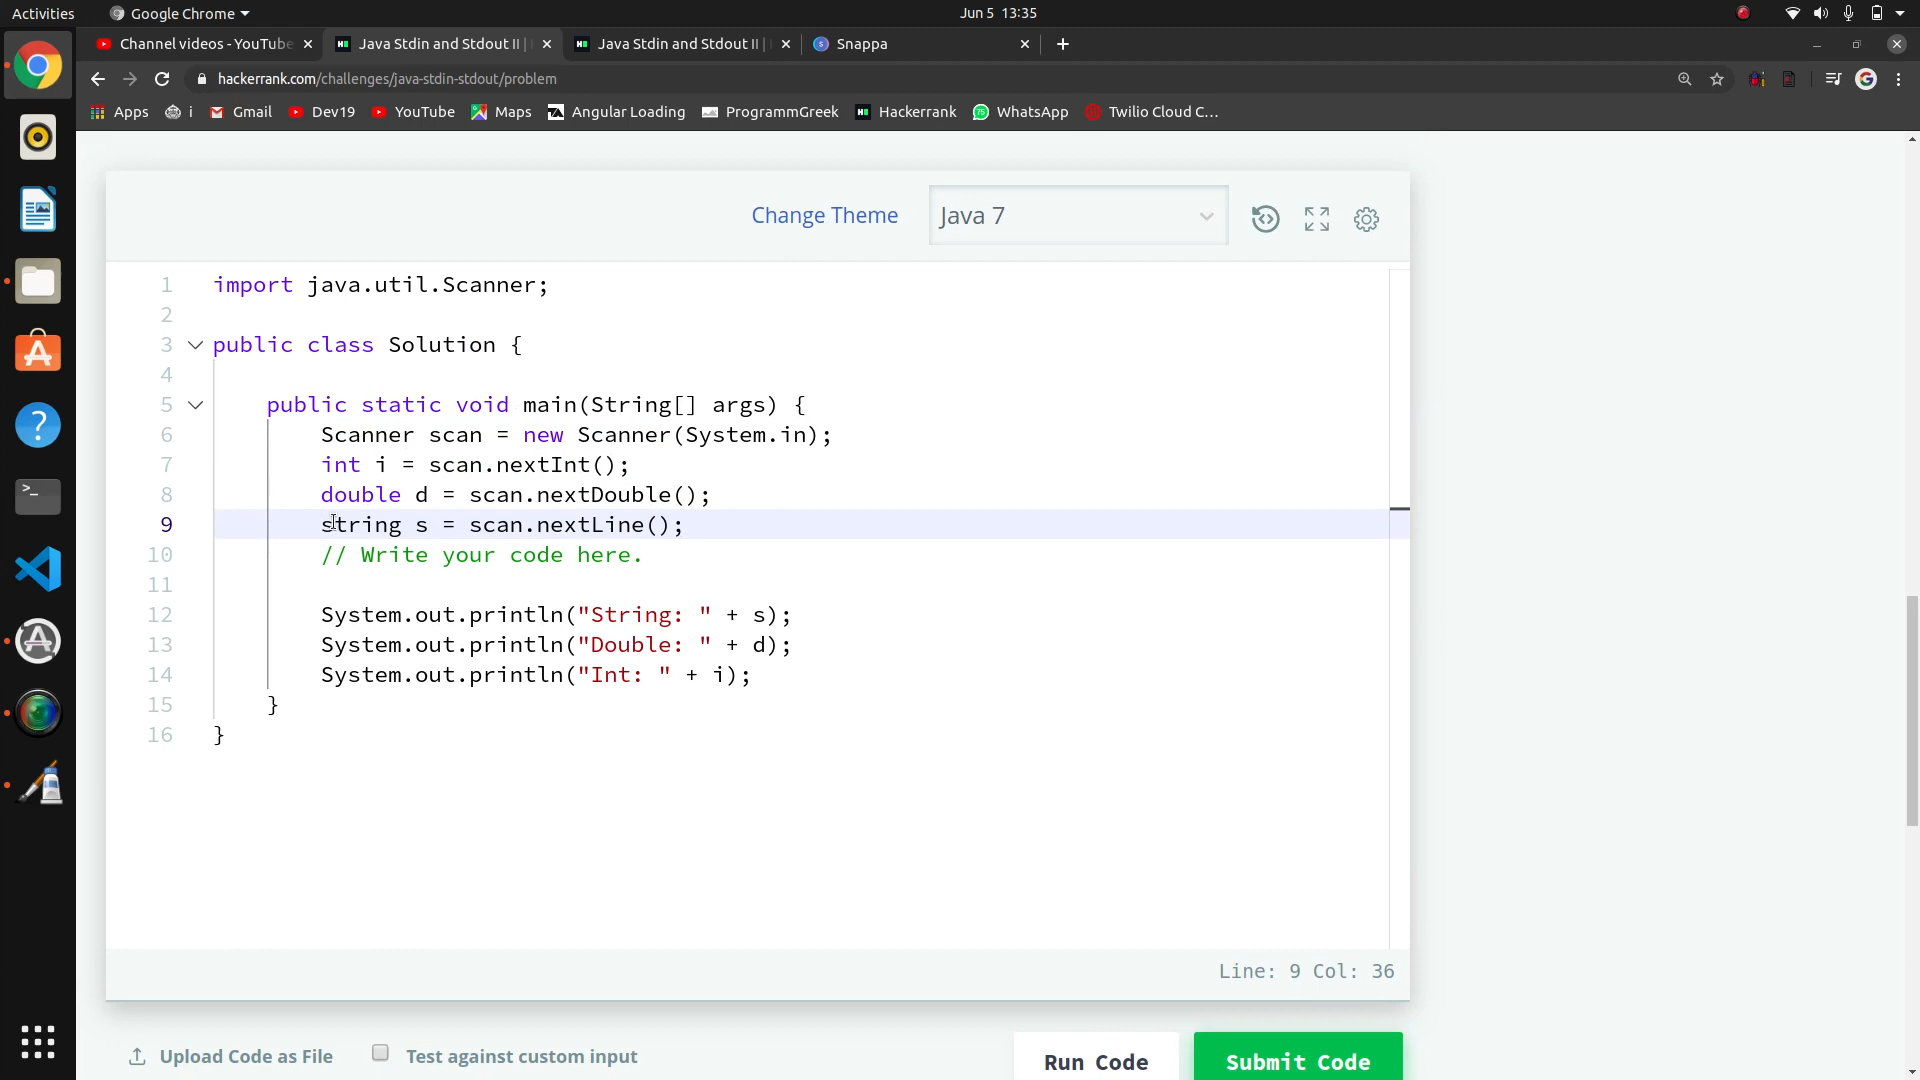 Activities Google Chrome Jun 5 13:35
Channel videos - YouTube Java Stdin and Stdout II | Java Stdin and Stdout II | Snappa
hackerrank.com/challenges/java-stdin-stdout/problem
Apps i Gmail Dev19 YouTube Maps Angular Loading ProgrammGreek Hackerrank WhatsApp Twilio Cloud C...
Change Theme Java 7
1 import java.util.Scanner;
2
3 public class Solution {
4
5 public static void main(String[] args) {
6 Scanner scan = new Scanner(System.in);
7 int i = scan.nextInt();
8 double d = scan.nextDouble();
9 string s = scan.nextLine();
10 // Write your code here.
11
12 System.out.println("String: " + s);
13 System.out.println("Double: " + d);
14 System.out.println("Int: " + i);
15 }
16 }
Line: 9 Col: 36
Upload Code as File Test against custom input Run Code Submit Code